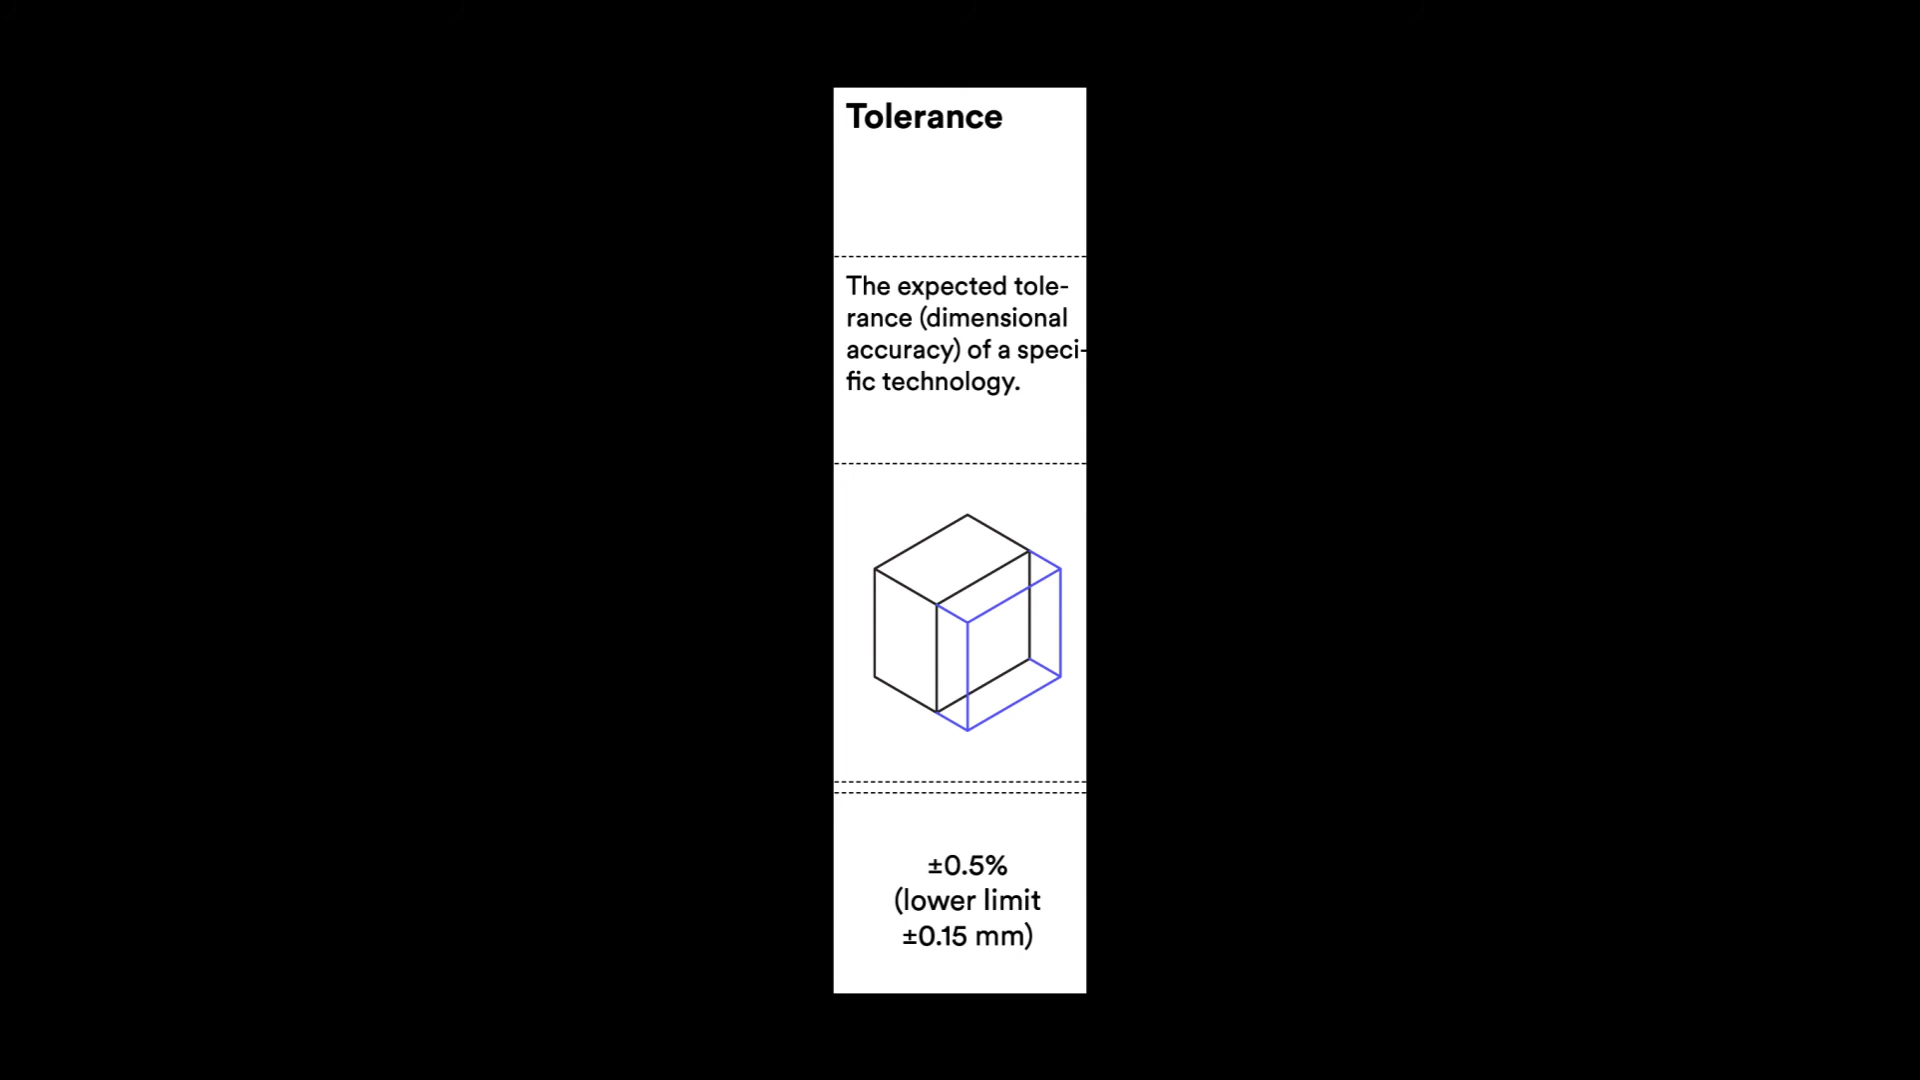 Tolerance
The expected tole-
rance (dimensional
accuracy) of a speci-
fic technology.
±0.5%
(lower limit
±0.15 mm)